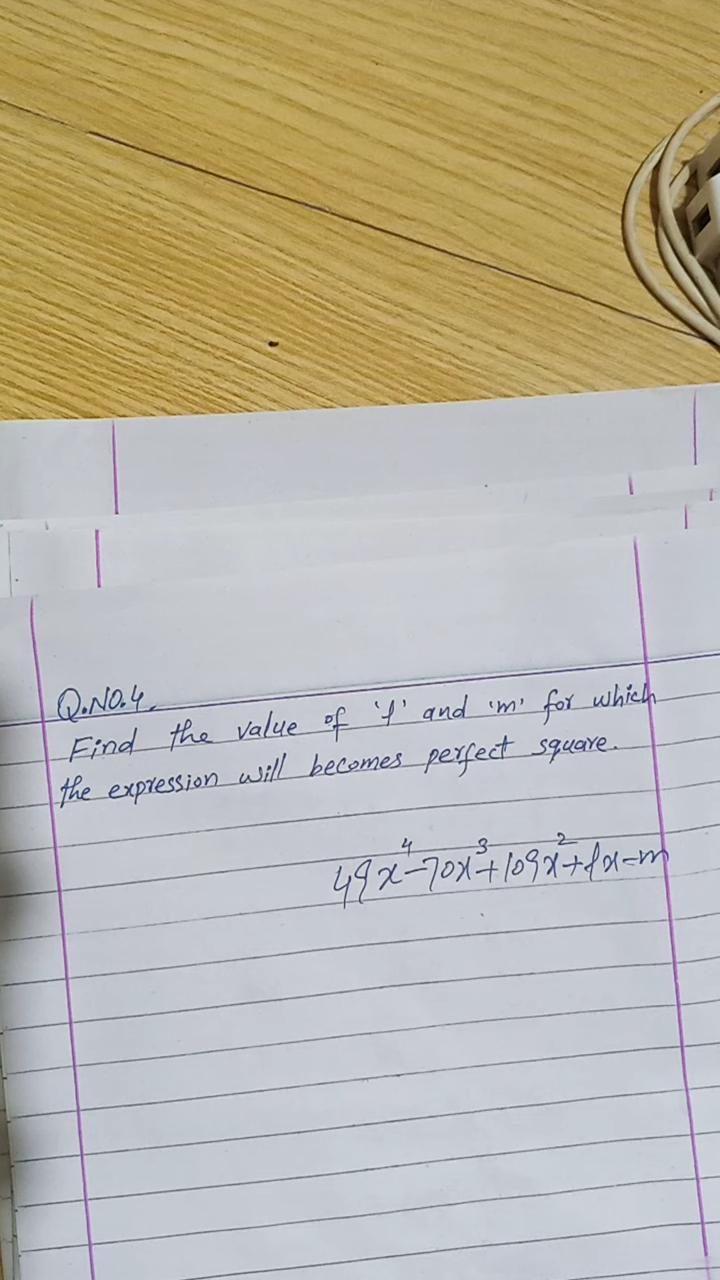 Q.NO.4.
Find the value of 'l' and 'm' for which
the expression will becomes perfect square.
49x⁴-70x³+109x²+lx-m